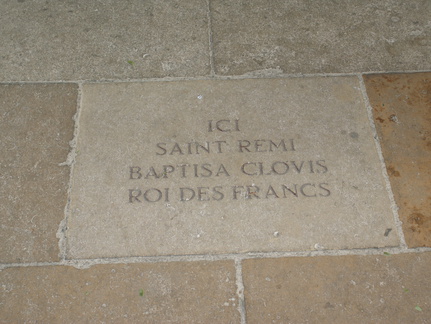 ICI
SAINT REMI
BAPTISA CLOVIS
ROI DES FRANCS